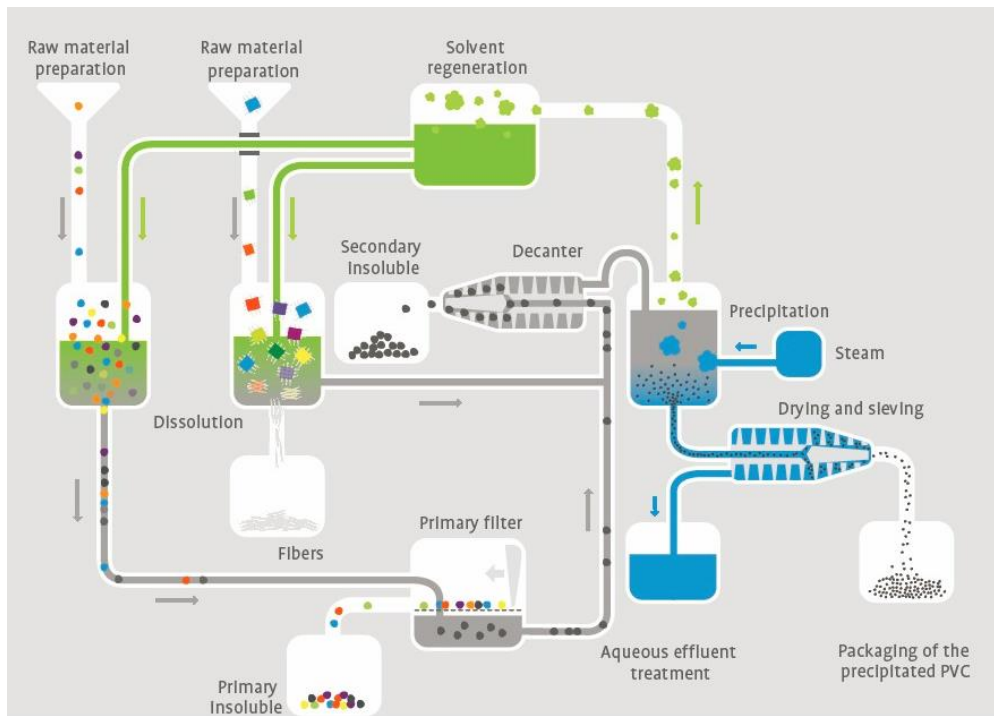 Raw material
preparation
Raw material
preparation
Solvent
regeneration
Secondary
Insoluble
Decanter
Precipitation
Steam
Dissolution
Drying and sieving
Fibers
Primary filter
Primary
Insoluble
Aqueous effluent
treatment
Packaging of the
precipitated PVC